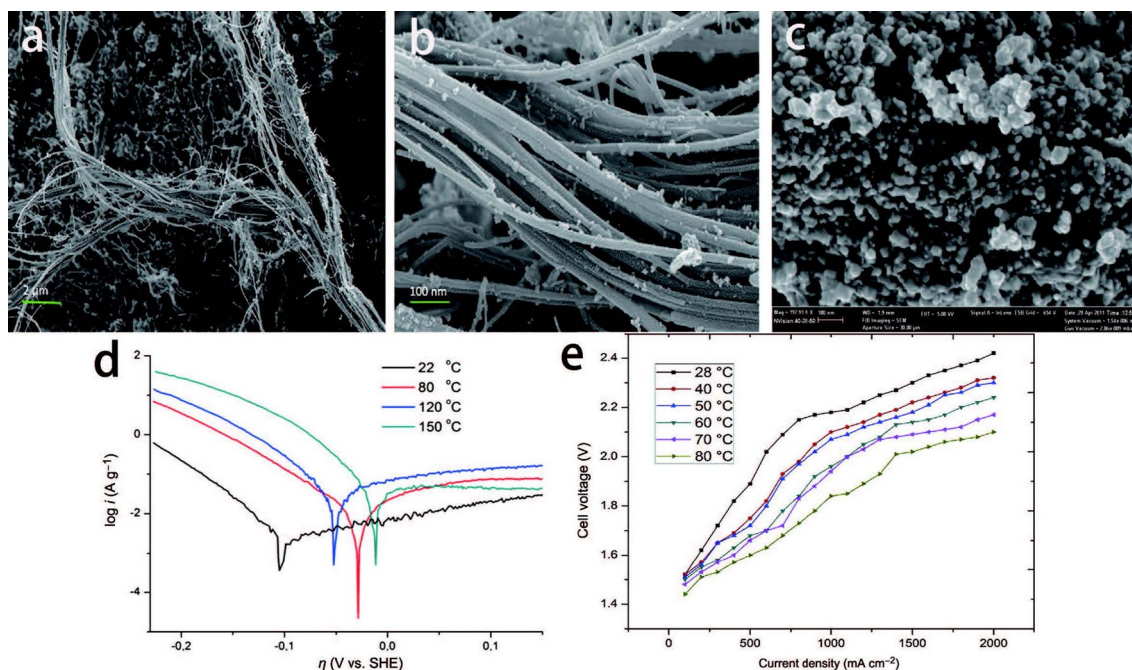 a
2 µm
b
100 nm
c
100 nm
d
22 °C
80 °C
120 °C
150 °C
2
0
-2
-4
log i (A g⁻¹)
-0,2
-0,1
0,0
0,1
η (V vs. SHE)
e
28 °C
40 °C
50 °C
60 °C
70 °C
80 °C
2.4
2.2
2.0
1.8
1.6
1.4
Cell voltage (V)
0
500
1000
1500
2000
Current density (mA cm⁻²)